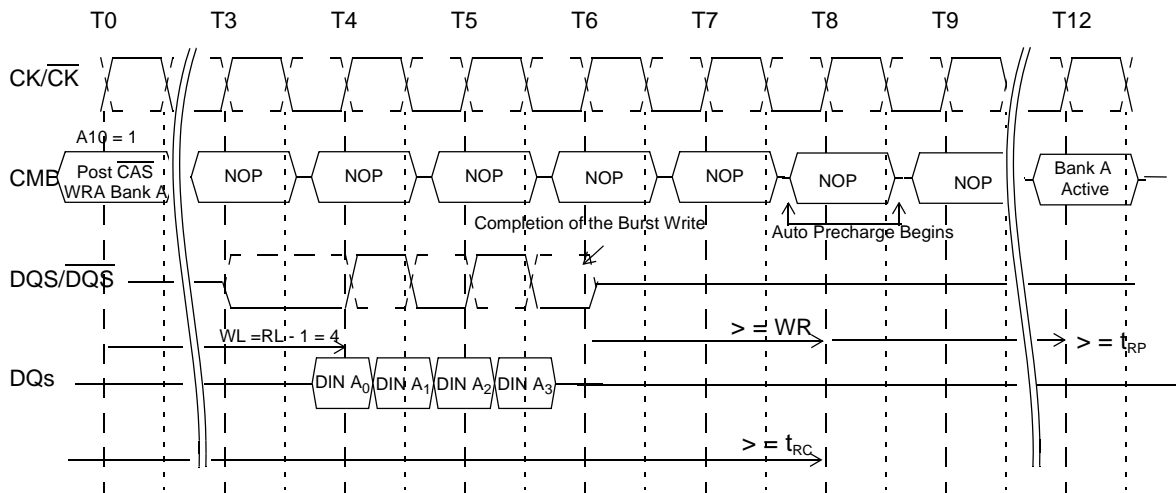 T0 T3 T4 T5 T6 T7 T8 T9 T12
CK/CK
A10 = 1
CMD
Post CAS
WRA Bank A
NOP NOP NOP NOP NOP NOP NOP
Bank A
Active
Completion of the Burst Write
Auto Precharge Begins
DQS/DQS
WL =RL - 1 = 4
> = WR
> = tRP
DQs
DIN A0 DIN A1 DIN A2 DIN A3
> = tRC